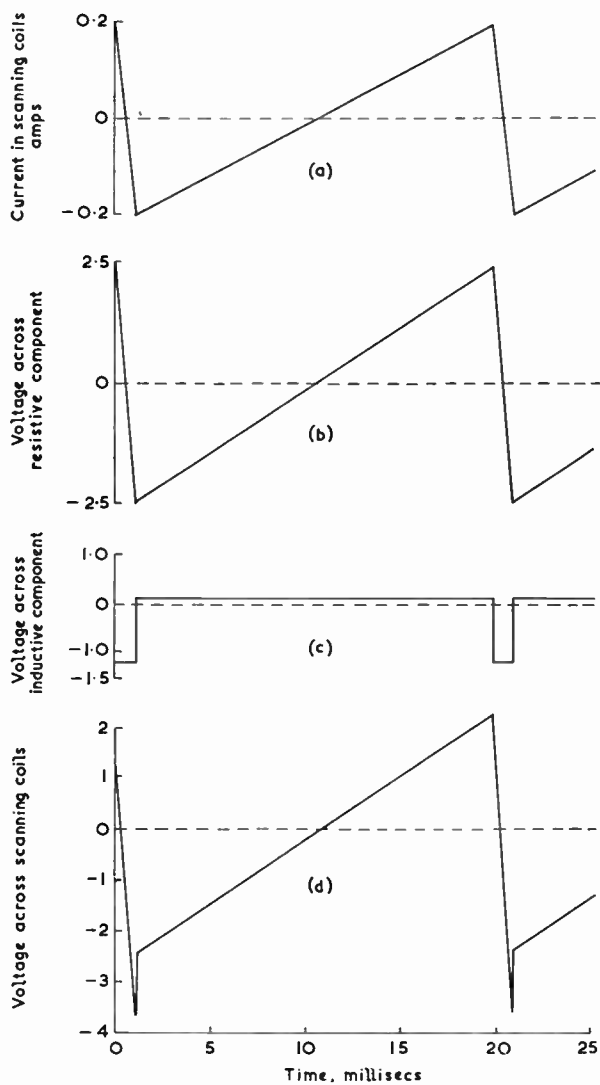 Current in scanning coils
amps
0·2
0
−0·2
(a)
Voltage across
resistive component
2·5
0
−2·5
(b)
Voltage across
inductive component
1·0
0
−1·0
−1·5
(c)
Voltage across scanning coils
2
1
0
−1
−2
−3
−4
(d)
0 5 10 15 20 25
Time, millisecs